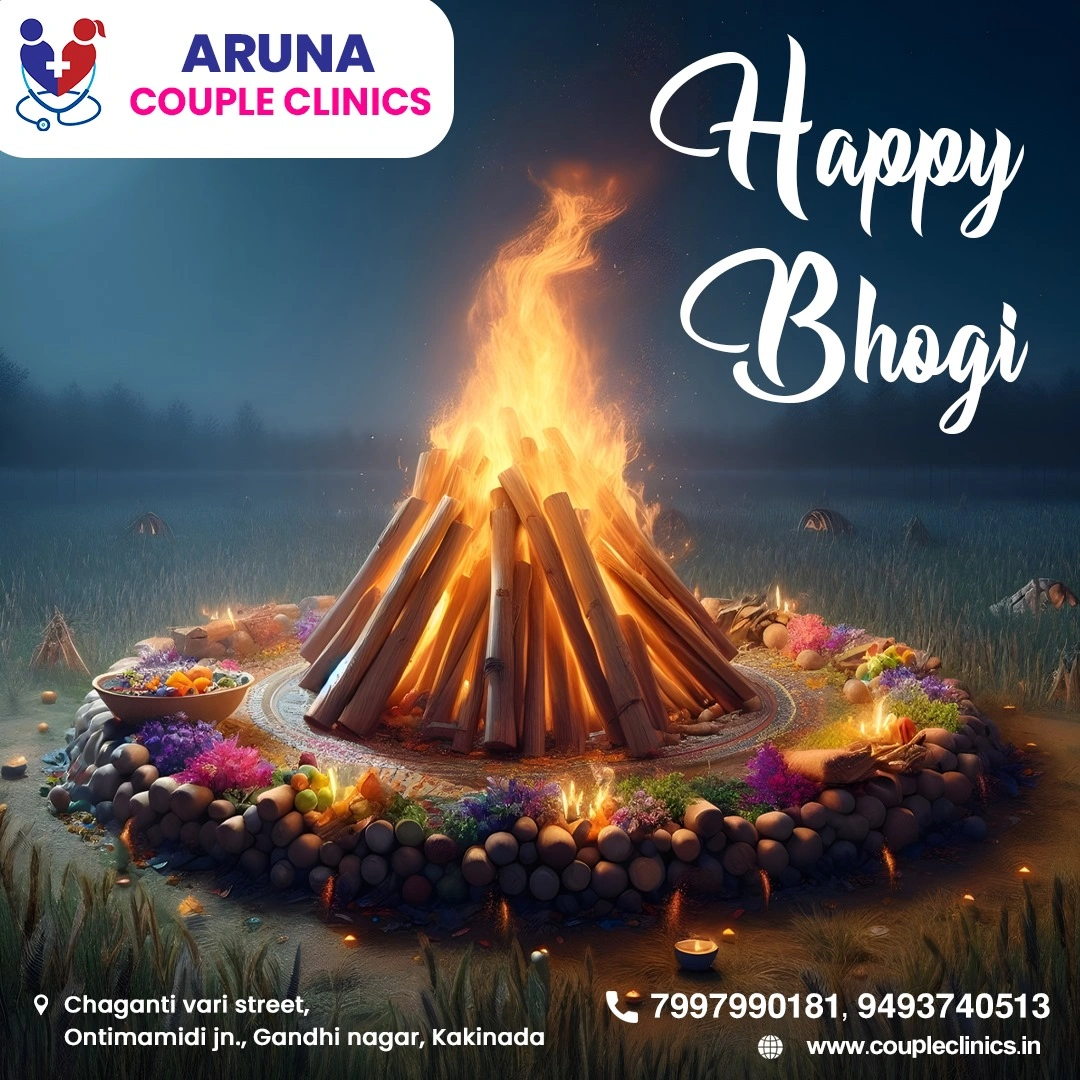 ARUNA
COUPLE CLINICS
Happy
Bhogi
Chaganti vari street,
Ontimamidi jn., Gandhi nagar, Kakinada
7997990181, 9493740513
www.coupleclinics.in